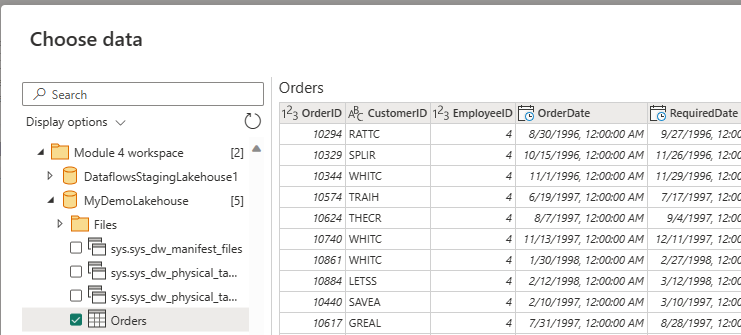 Choose data
Search
Display options
Module 4 workspace [2]
DataflowsStagingLakehouse1
MyDemoLakehouse [5]
Files
sys.sys_dw_manifest_files
sys.sys_dw_physical_ta...
sys.sys_dw_physical_ta...
Orders
Orders
1 2 3 OrderID A B C CustomerID 1 2 3 EmployeeID OrderDate RequiredDate
10294 RATTC 4 8/30/1996, 12:00:00 AM 9/27/1996, 12:00
10329 SPLIR 4 10/15/1996, 12:00:00 AM 11/26/1996, 12:00
10344 WHITC 4 11/1/1996, 12:00:00 AM 11/29/1996, 12:00
10574 TRAIH 4 6/19/1997, 12:00:00 AM 7/17/1997, 12:00
10624 THECR 4 8/7/1997, 12:00:00 AM 9/4/1997, 12:00
10740 WHITC 4 11/13/1997, 12:00:00 AM 12/11/1997, 12:00
10861 WHITC 4 1/30/1998, 12:00:00 AM 2/27/1998, 12:00
10884 LETSS 4 2/12/1998, 12:00:00 AM 3/12/1998, 12:00
10440 SAVEA 4 2/10/1997, 12:00:00 AM 3/10/1997, 12:00
10617 GREAL 4 7/31/1997, 12:00:00 AM 8/28/1997, 12:00